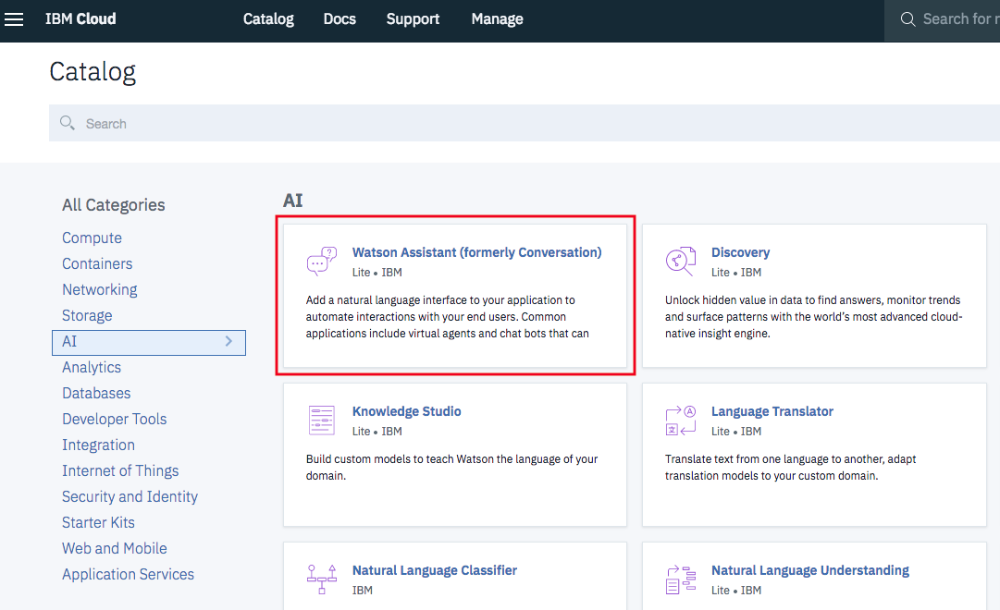 IBM Cloud Catalog Docs Support Manage Search for
Catalog
Search
All Categories
Compute
Containers
Networking
Storage
AI
Analytics
Databases
Developer Tools
Integration
Internet of Things
Security and Identity
Starter Kits
Web and Mobile
Application Services
AI
Watson Assistant (formerly Conversation)
Lite • IBM
Add a natural language interface to your application to
automate interactions with your end users. Common
applications include virtual agents and chat bots that can
Discovery
Lite • IBM
Unlock hidden value in data to find answers, monitor trends
and surface patterns with the world's most advanced cloud-
native insight engine.
Knowledge Studio
Lite • IBM
Build custom models to teach Watson the language of your
domain.
Language Translator
Lite • IBM
Translate text from one language to another, adapt
translation models to your custom domain.
Natural Language Classifier
IBM
Natural Language Understanding
Lite • IBM